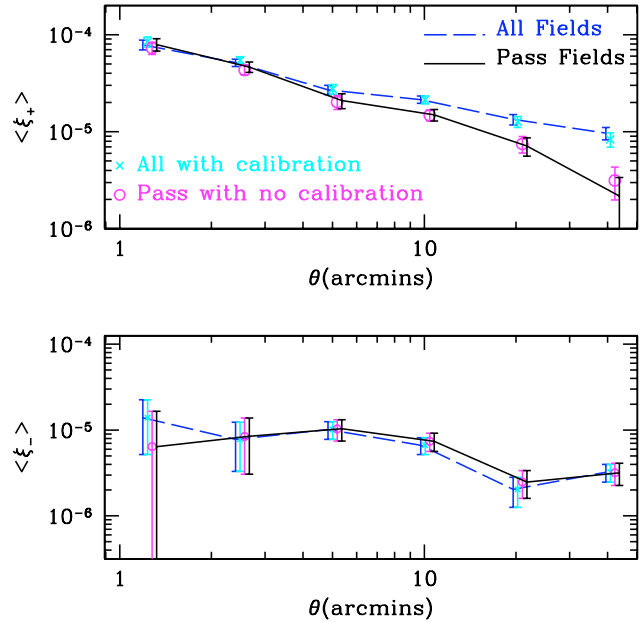 10⁻⁴
All Fields
Pass Fields
<ξ₊>
10⁻⁵
All with calibration
Pass with no calibration
10⁻⁶
1
10
θ(arcmins)
10⁻⁴
<ξ₋>
10⁻⁵
10⁻⁶
1
10
θ(arcmins)